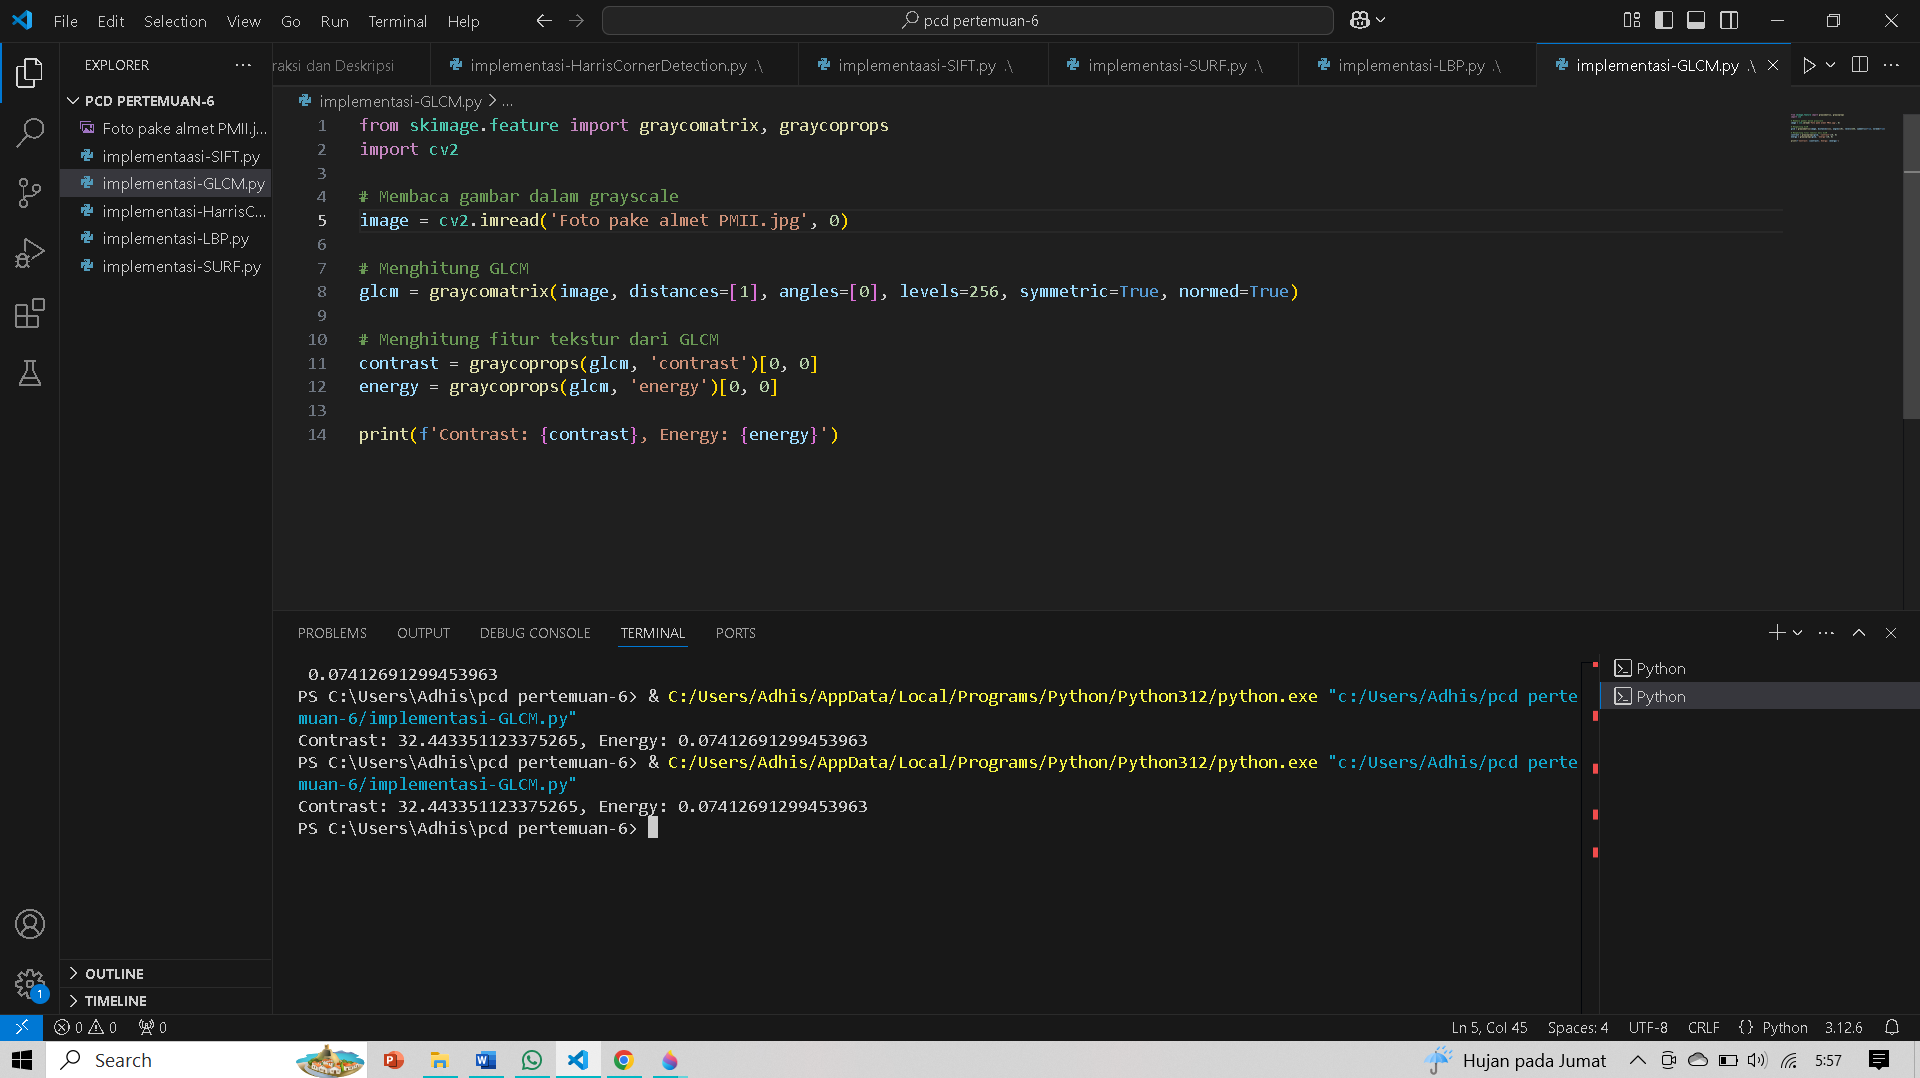 File Edit Selection View Go Run Terminal Help
pcd pertemuan-6
EXPLORER
raksi dan Deskripsi
implementasi-HarrisCornerDetection.py .\
implementaasi-SIFT.py .\
implementasi-SURF.py .\
implementasi-LBP.py .\
implementasi-GLCM.py .\
PCD PERTEMUAN-6
Foto pake almet PMII.j...
implementaasi-SIFT.py
implementasi-GLCM.py
implementasi-HarrisC...
implementasi-LBP.py
implementasi-SURF.py
OUTLINE
TIMELINE
implementasi-GLCM.py > ...
1 from skimage.feature import graycomatrix, graycoprops
2 import cv2
3
4 # Membaca gambar dalam grayscale
5 image = cv2.imread('Foto pake almet PMII.jpg', 0)
6
7 # Menghitung GLCM
8 glcm = graycomatrix(image, distances=[1], angles=[0], levels=256, symmetric=True, normed=True)
9
10 # Menghitung fitur tekstur dari GLCM
11 contrast = graycoprops(glcm, 'contrast')[0, 0]
12 energy = graycoprops(glcm, 'energy')[0, 0]
13
14 print(f'Contrast: {contrast}, Energy: {energy}')
PROBLEMS OUTPUT DEBUG CONSOLE TERMINAL PORTS
0.07412691299453963
PS C:\Users\Adhis\pcd pertemuan-6> & C:/Users/Adhis/AppData/Local/Programs/Python/Python312/python.exe "c:/Users/Adhis/pcd perte
muan-6/implementasi-GLCM.py"
Contrast: 32.443351123375265, Energy: 0.07412691299453963
PS C:\Users\Adhis\pcd pertemuan-6> & C:/Users/Adhis/AppData/Local/Programs/Python/Python312/python.exe "c:/Users/Adhis/pcd perte
muan-6/implementasi-GLCM.py"
Contrast: 32.443351123375265, Energy: 0.07412691299453963
PS C:\Users\Adhis\pcd pertemuan-6>
Python
Python
1
0 0 0
Ln 5, Col 45 Spaces: 4 UTF-8 CRLF {} Python 3.12.6
Search
Hujan pada Jumat
5:57